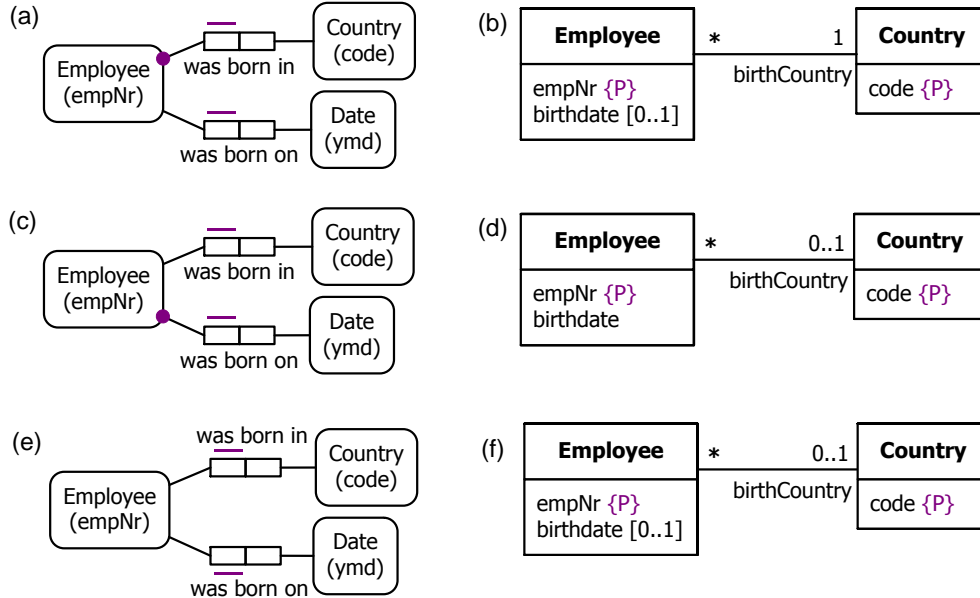 (a)
Employee
(empNr)
was born in
Country
(code)
was born on
Date
(ymd)
(b)
Employee
empNr {P}
birthdate [0..1]
* 1
birthCountry
Country
code {P}
(c)
Employee
(empNr)
was born in
Country
(code)
was born on
Date
(ymd)
(d)
Employee
empNr {P}
birthdate
* 0..1
birthCountry
Country
code {P}
(e)
Employee
(empNr)
was born in
Country
(code)
was born on
Date
(ymd)
(f)
Employee
empNr {P}
birthdate [0..1]
* 0..1
birthCountry
Country
code {P}